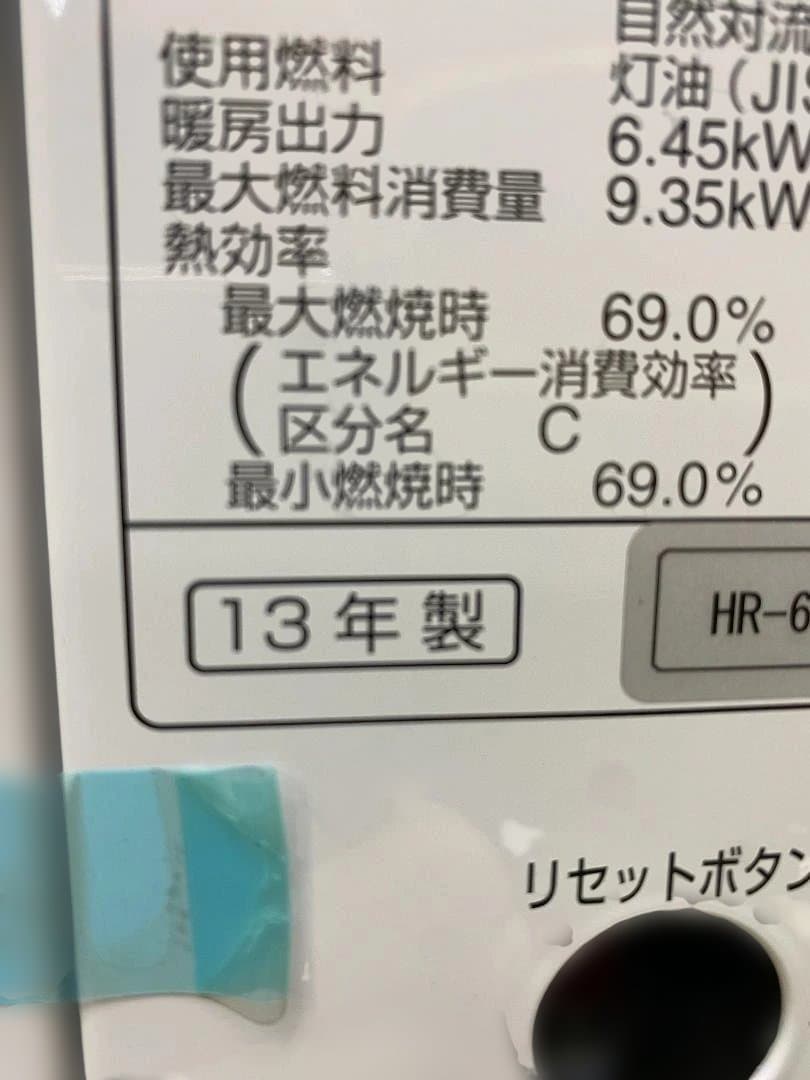 自然対流
使用燃料 灯油(JIS
暖房出力 6.45kW
最大燃料消費量 9.35kW
熱効率
最大燃焼時 69.0%
(エネルギー消費効率
区分名 C)
最小燃焼時 69.0%
13年製
HR-6
リセットボタン